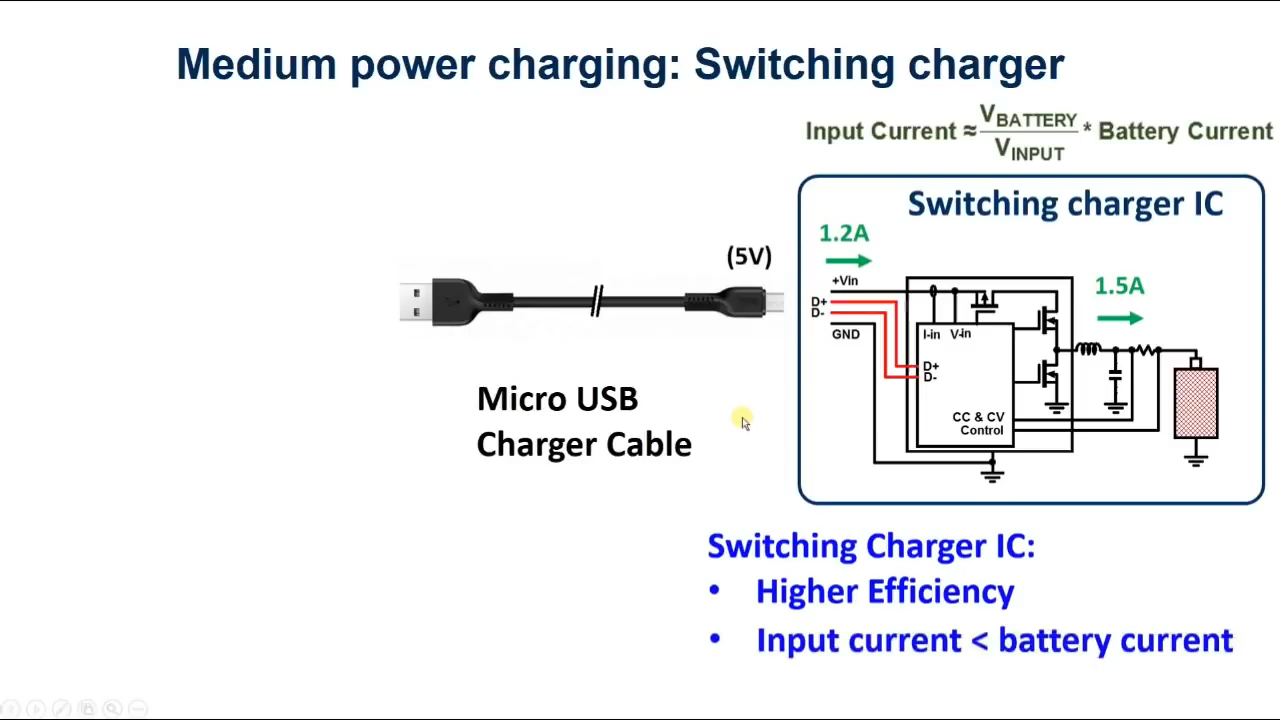 Medium power charging: Switching charger
Input Current ≈ VBATTERY / VINPUT * Battery Current
Switching charger IC
1.2A
(5V)
+Vin
1.5A
D+
D-
GND
I-in V-in
D+
D-
CC & CV
Control
Micro USB
Charger Cable
Switching Charger IC:
• Higher Efficiency
• Input current < battery current